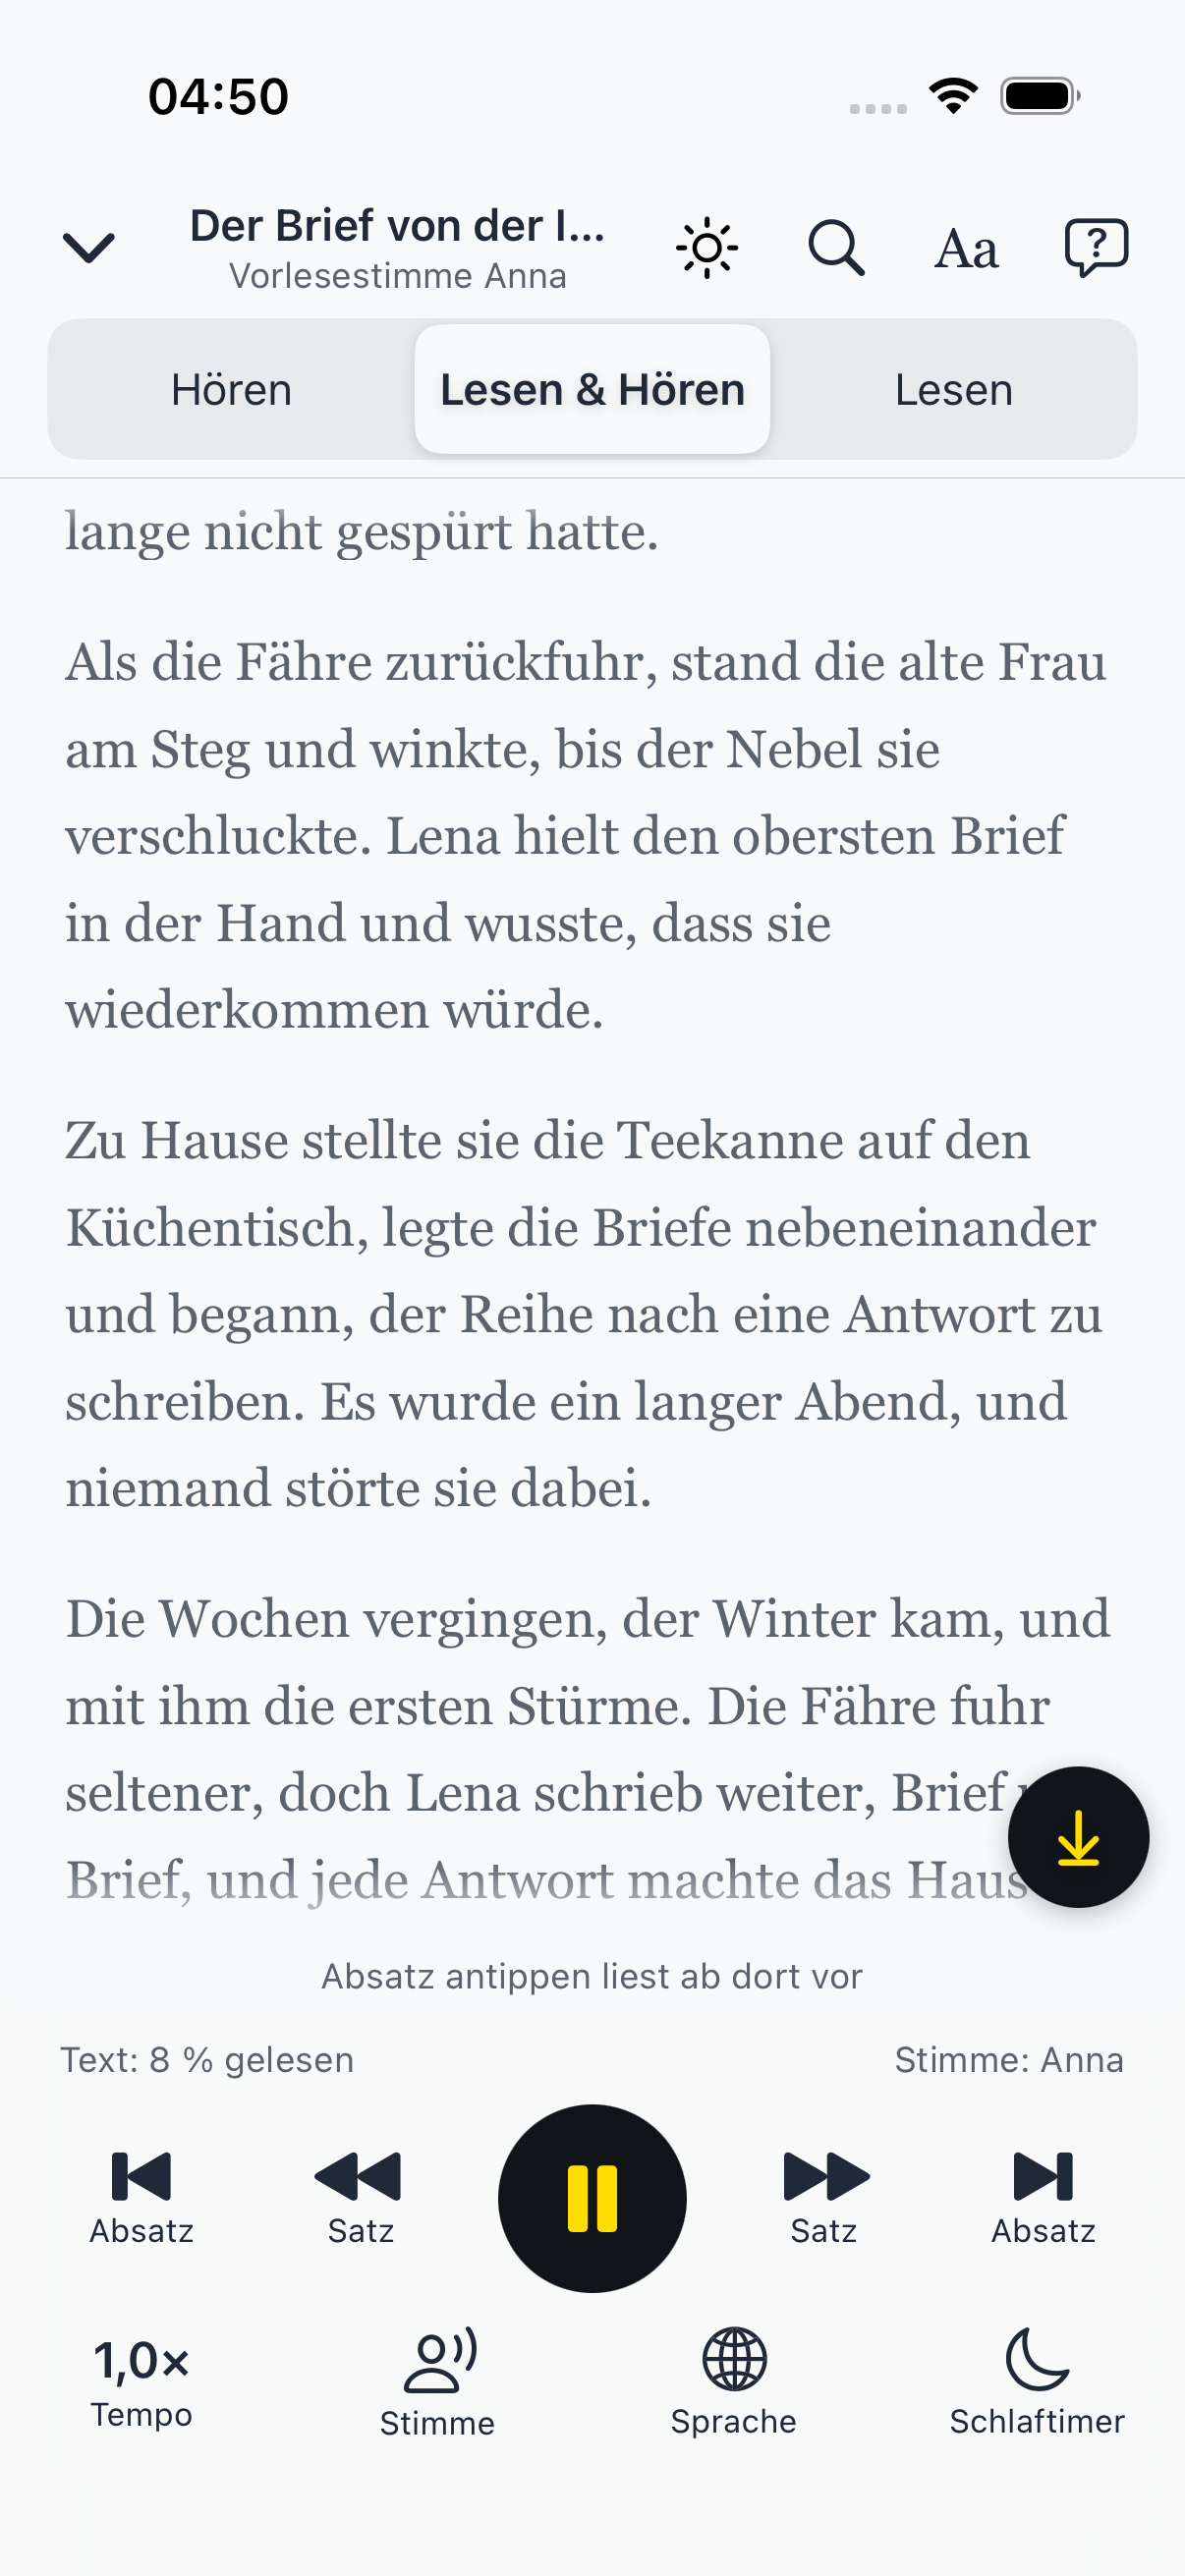 04:50
Der Brief von der I...
Vorlesestimme Anna
Aa
?
Hören
Lesen & Hören
Lesen
lange nicht gespürt hatte.
Als die Fähre zurückfuhr, stand die alte Frau
am Steg und winkte, bis der Nebel sie
verschluckte. Lena hielt den obersten Brief
in der Hand und wusste, dass sie
wiederkommen würde.
Zu Hause stellte sie die Teekanne auf den
Küchentisch, legte die Briefe nebeneinander
und begann, der Reihe nach eine Antwort zu
schreiben. Es wurde ein langer Abend, und
niemand störte sie dabei.
Die Wochen vergingen, der Winter kam, und
mit ihm die ersten Stürme. Die Fähre fuhr
seltener, doch Lena schrieb weiter, Brief
Brief, und jede Antwort machte das Haus
Absatz antippen liest ab dort vor
Text: 8 % gelesen
Stimme: Anna
Absatz
Satz
Satz
Absatz
1,0×
Tempo
Stimme
Sprache
Schlaftimer